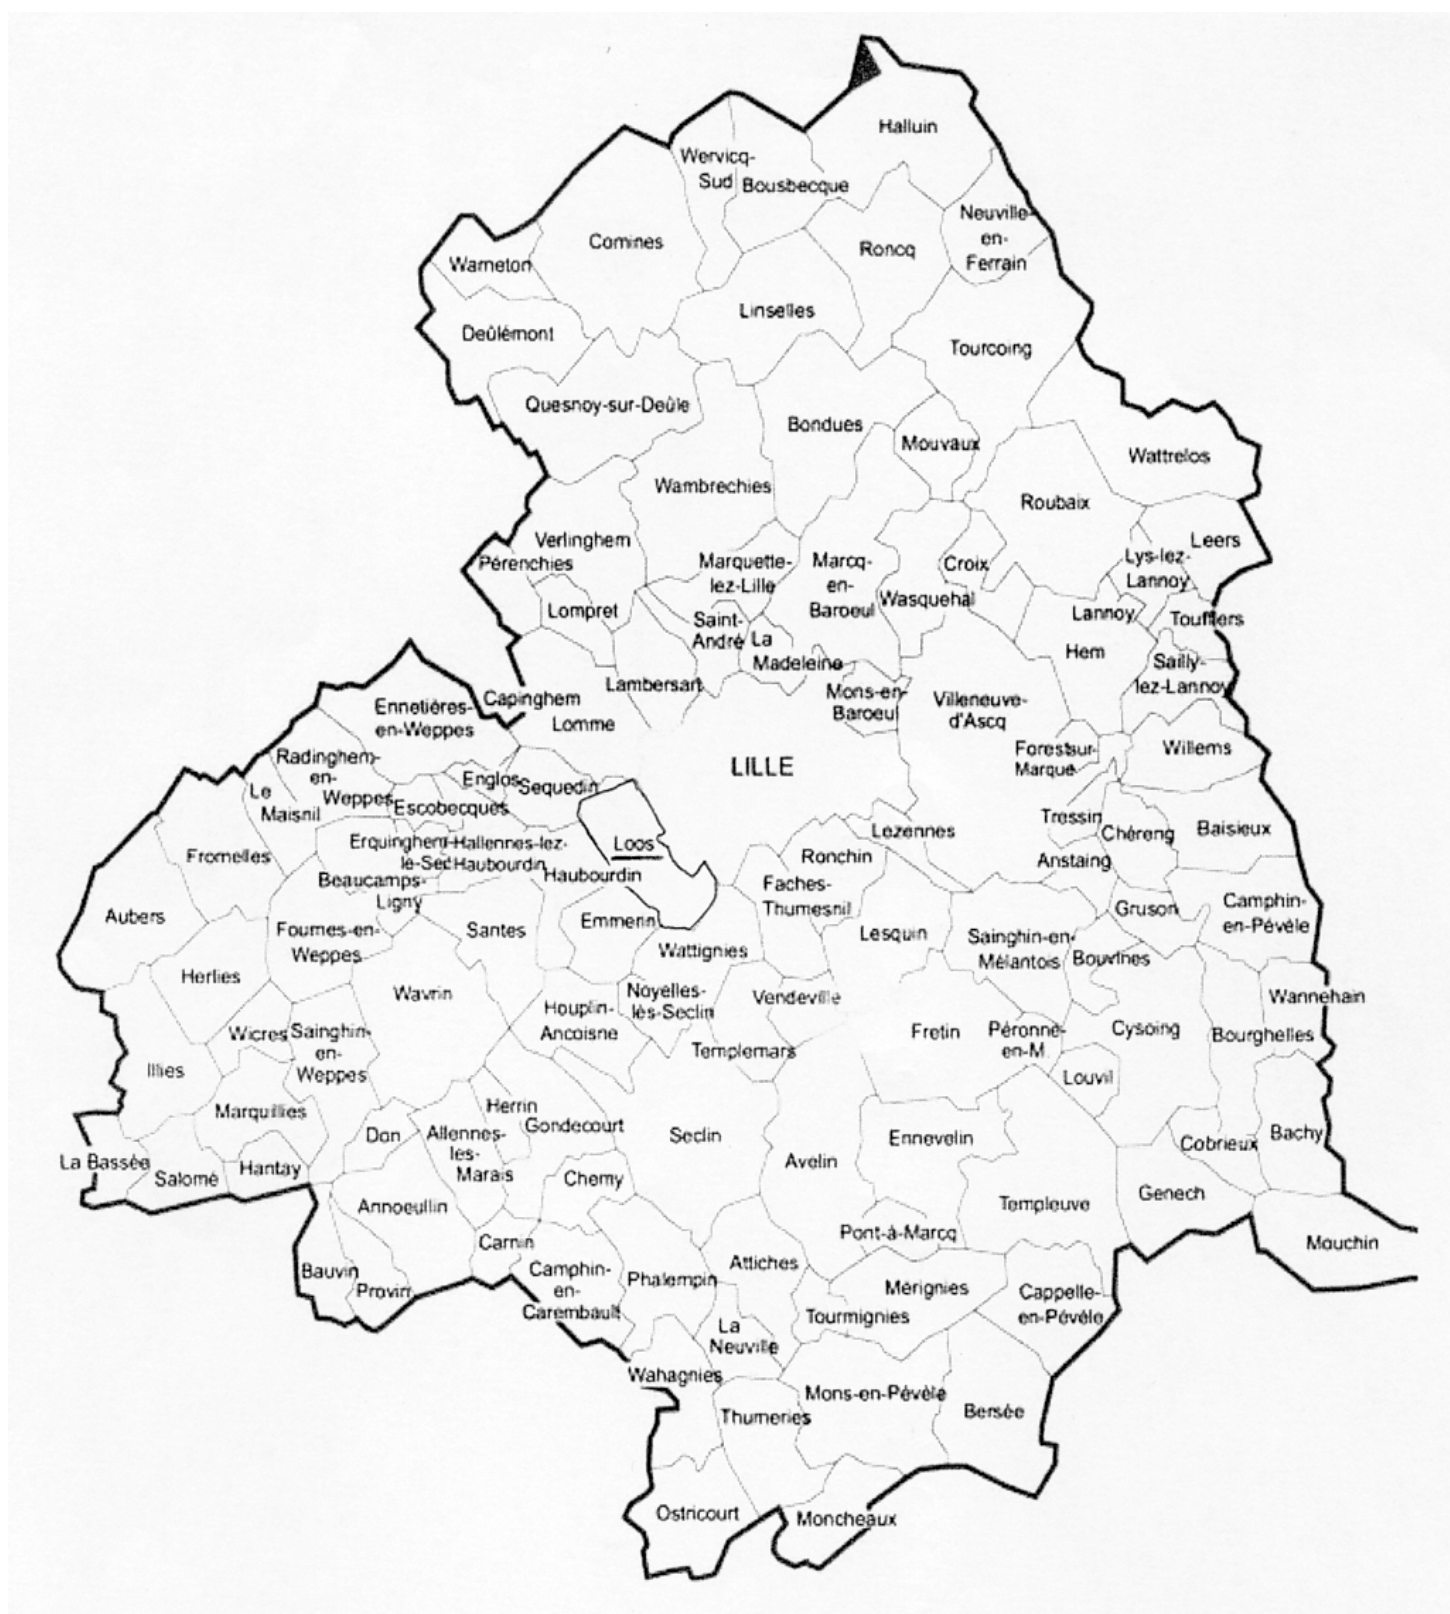 Halluin
Wervicq-
Sud
Bousbecque
Neuville-
en-
Ferrain
Comines
Roncq
Warneton
Linselles
Deûlémont
Tourcoing
Quesnoy-sur-Deûle
Bondues
Mouvaux
Wattrelos
Wambrechies
Roubaix
Verlinghem
Pérenchies
Marquette-
lez-Lille
Marcq-
en-
Baroeul
Croix
Leers
Lys-lez-
Lannoy
Wasquehal
Lompret
Lannoy
Toufflers
Saint-
André
La
Madeleine
Hem
Sailly-
lez-Lannoy
Lambersart
Capinghem
Mons-en-
Baroeul
Villeneuve-
d'Ascq
Ennetières-
en-Weppes
Lomme
Forest-sur-
Marque
Willems
Radinghem-
en-
Weppes
LILLE
Englos
Sequedin
Le
Maisnil
Escobecques
Tressin
Chéreng
Baisieux
Lezennes
Erquinghem-
le-Sec
Hallennes-lez-
Haubourdin
Loos
Fromelles
Ronchin
Anstaing
Haubourdin
Beaucamps-
Ligny
Faches-
Thumesnil
Gruson
Camphin-
en-Pévèle
Aubers
Emmerin
Fournes-en-
Weppes
Santes
Lesquin
Sainghin-en-
Mélantois
Wattignies
Bouvines
Herlies
Wavrin
Noyelles-
lès-Seclin
Vendeville
Wannehain
Houplin-
Ancoisne
Wicres
Sainghin-
en-
Weppes
Fretin
Péronne-
en-M.
Cysoing
Bourghelles
Templemars
Illies
Louvil
Marquillies
Herrin
Gondecourt
Don
Allennes-
les-
Marais
Seclin
Ennevelin
Cobrieux
Bachy
La Bassée
Salomé
Hantay
Avelin
Chemy
Genech
Annoeullin
Templeuve
Pont-à-Marcq
Carnin
Mouchin
Attiches
Bauvin
Provin
Camphin-
en-
Carembault
Phalempin
Mérignies
Cappelle-
en-Pévèle
Tourmignies
La
Neuville
Wahagnies
Mons-en-Pévèle
Thumeries
Bersée
Ostricourt
Moncheaux